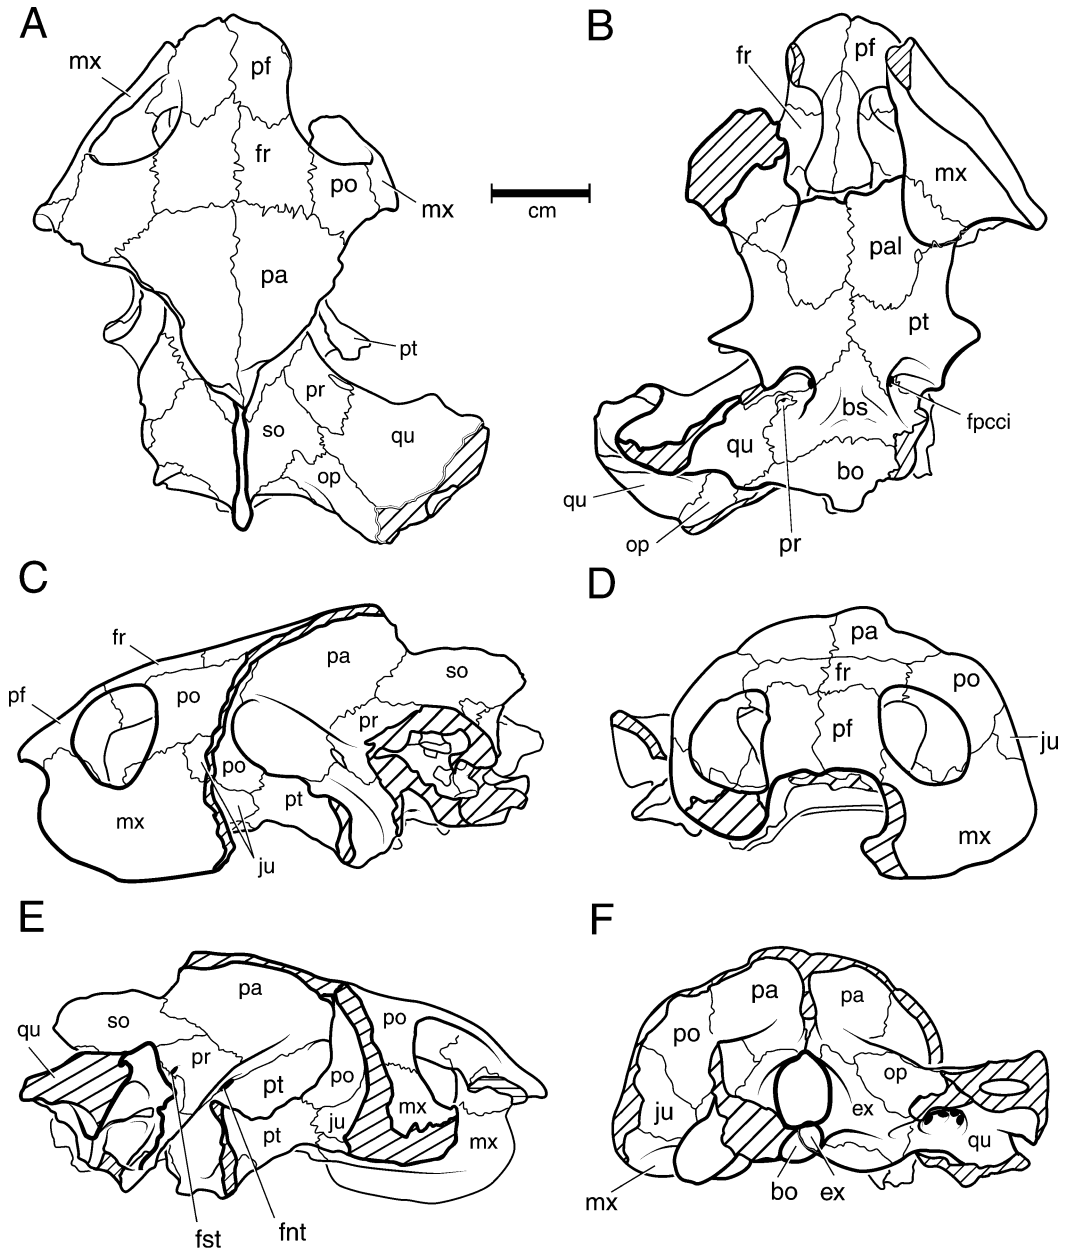 A
B
mx
pf
fr
po
mx
cm
pa
pt
pr
so
qu
op
fr
pf
mx
pal
pt
bs
fpcci
qu
bo
qu
op
pr
C
D
fr
pa
so
pf
po
pr
po
pt
mx
ju
pa
fr
po
pf
ju
mx
E
F
pa
so
qu
pr
po
pt
po
mx
ju
pt
mx
fst
fnt
pa
pa
po
op
ju
ex
qu
mx
bo
ex